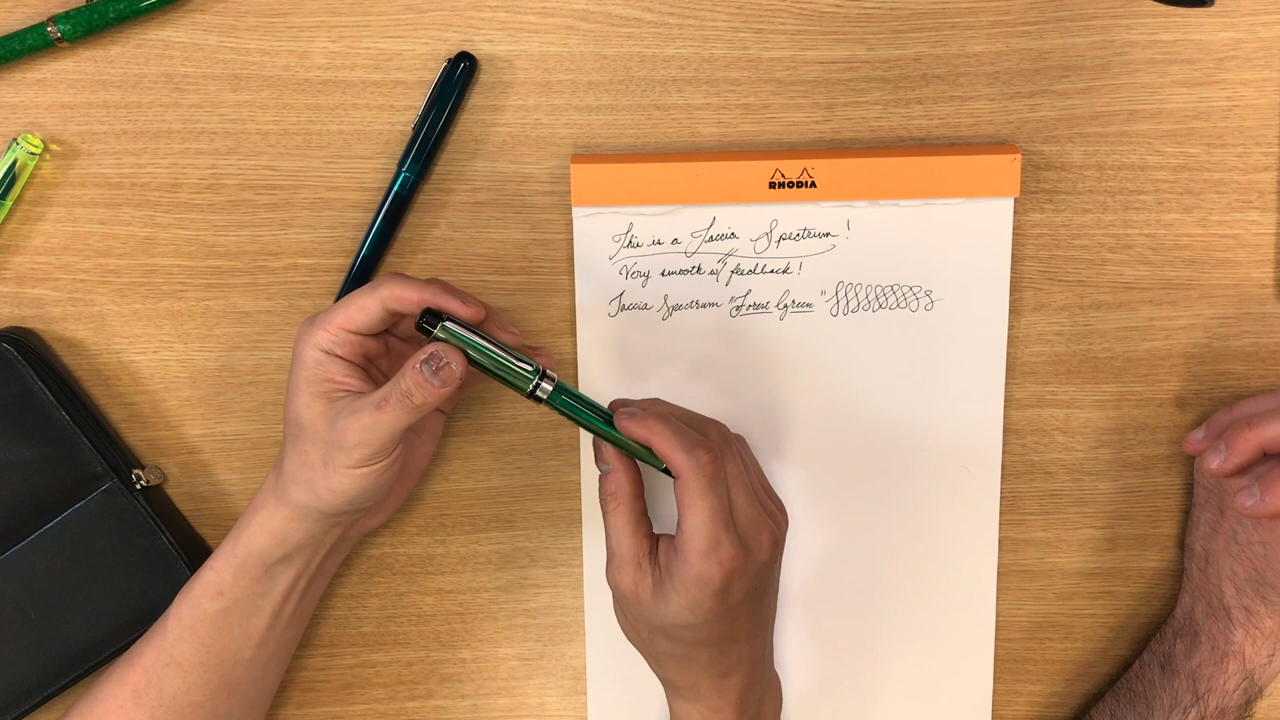 RHODIA
This is a Taccia Spectrum!
Very smooth w/ feedback!
Taccia Spectrum "Forest Green"